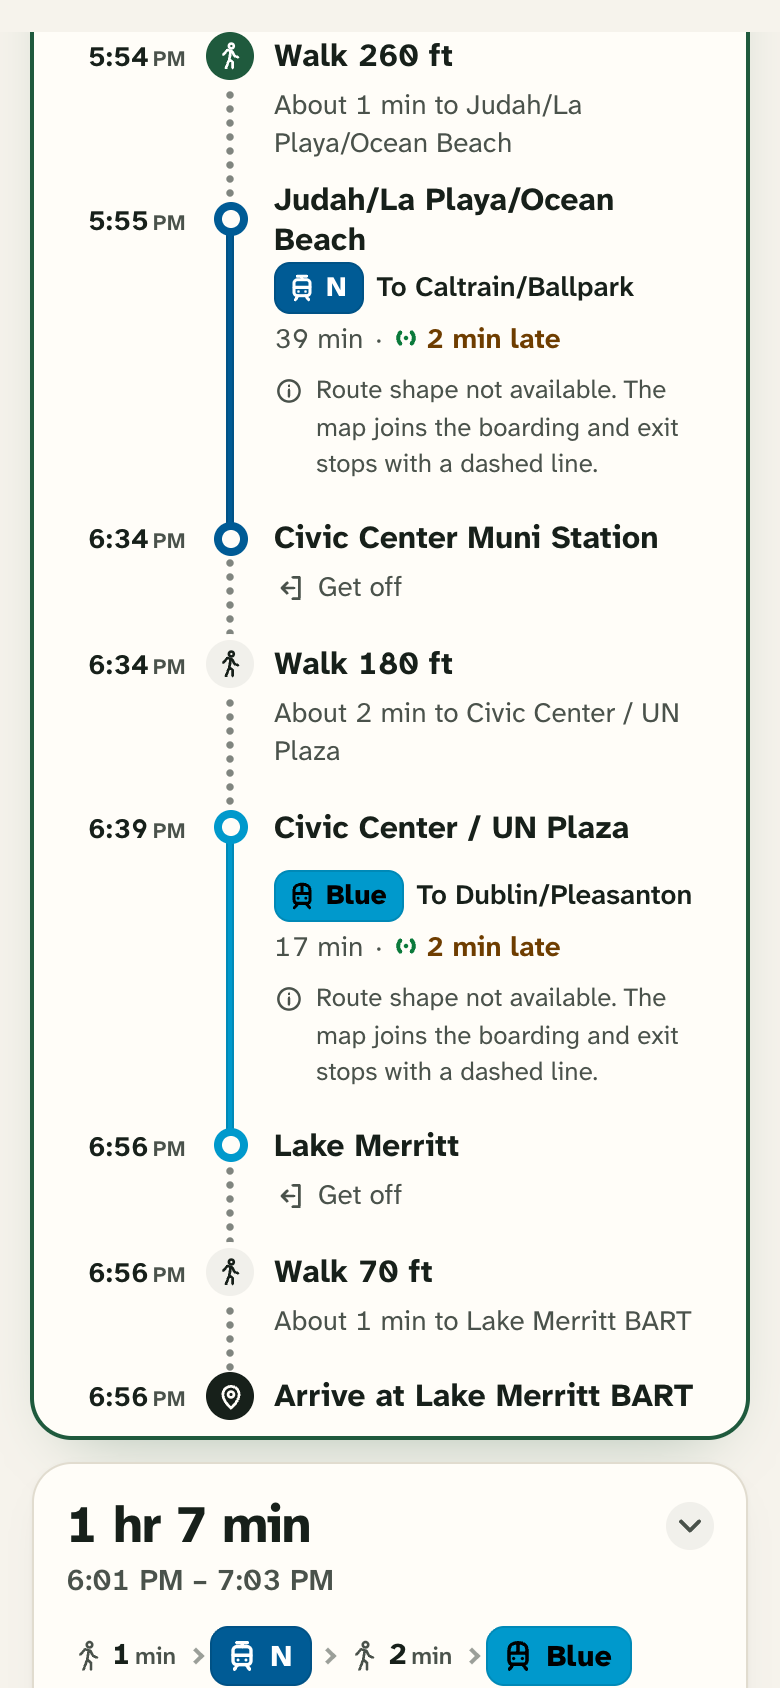 5:54 PM Walk 260 ft
About 1 min to Judah/La
Playa/Ocean Beach
5:55 PM Judah/La Playa/Ocean
Beach
N To Caltrain/Ballpark
39 min · 2 min late
Route shape not available. The
map joins the boarding and exit
stops with a dashed line.
6:34 PM Civic Center Muni Station
Get off
6:34 PM Walk 180 ft
About 2 min to Civic Center / UN
Plaza
6:39 PM Civic Center / UN Plaza
Blue To Dublin/Pleasanton
17 min · 2 min late
Route shape not available. The
map joins the boarding and exit
stops with a dashed line.
6:56 PM Lake Merritt
Get off
6:56 PM Walk 70 ft
About 1 min to Lake Merritt BART
6:56 PM Arrive at Lake Merritt BART
1 hr 7 min
6:01 PM – 7:03 PM
1 min N 2 min Blue